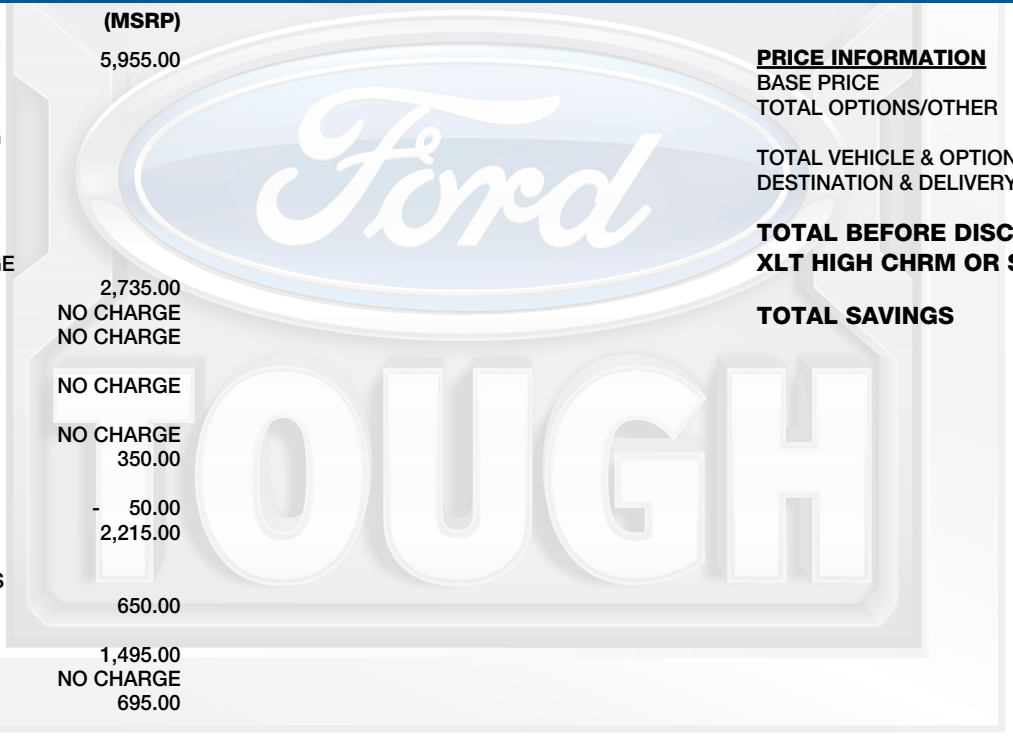 (MSRP)
5,955.00
2,735.00
NO CHARGE
NO CHARGE
NO CHARGE
NO CHARGE
350.00
- 50.00
2,215.00
650.00
1,495.00
NO CHARGE
695.00
PRICE INFORMATION
BASE PRICE
TOTAL OPTIONS/OTHER
TOTAL VEHICLE & OPTION
DESTINATION & DELIVERY
TOTAL BEFORE DISC
XLT HIGH CHRM OR S
TOTAL SAVINGS
Ford
TOUGH